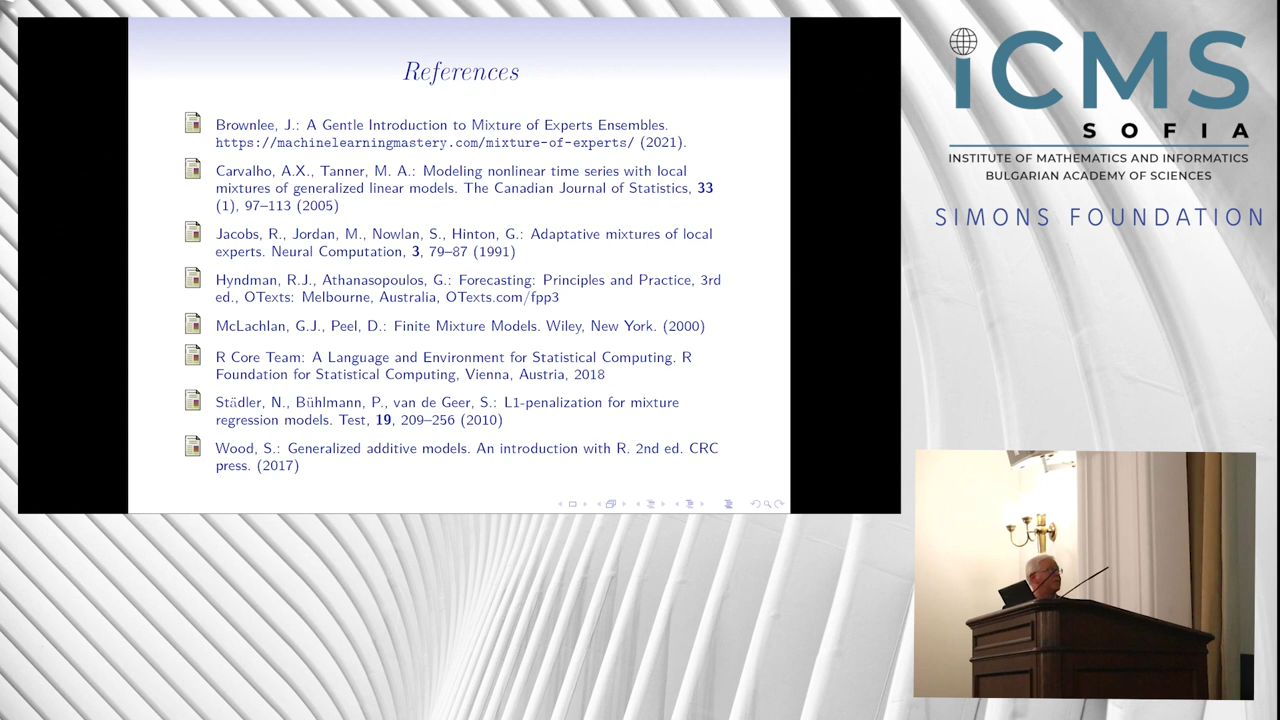 References
Brownlee, J.: A Gentle Introduction to Mixture of Experts Ensembles.
https://machinelearningmastery.com/mixture-of-experts/ (2021).
Carvalho, A.X., Tanner, M. A.: Modeling nonlinear time series with local
mixtures of generalized linear models. The Canadian Journal of Statistics, 33
(1), 97–113 (2005)
Jacobs, R., Jordan, M., Nowlan, S., Hinton, G.: Adaptative mixtures of local
experts. Neural Computation, 3, 79–87 (1991)
Hyndman, R.J., Athanasopoulos, G.: Forecasting: Principles and Practice, 3rd
ed., OTexts: Melbourne, Australia, OTexts.com/fpp3
McLachlan, G.J., Peel, D.: Finite Mixture Models. Wiley, New York. (2000)
R Core Team: A Language and Environment for Statistical Computing. R
Foundation for Statistical Computing, Vienna, Austria, 2018
Städler, N., Bühlmann, P., van de Geer, S.: L1-penalization for mixture
regression models. Test, 19, 209–256 (2010)
Wood, S.: Generalized additive models. An introduction with R. 2nd ed. CRC
press. (2017)
iCMS
SOFIA
INSTITUTE OF MATHEMATICS AND INFORMATICS
BULGARIAN ACADEMY OF SCIENCES
SIMONS FOUNDATION